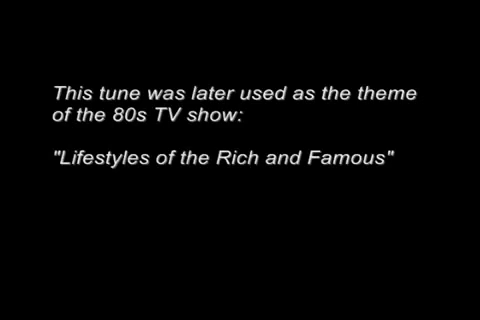 This tune was later used as the theme
of the 80s TV show:
"Lifestyles of the Rich and Famous"